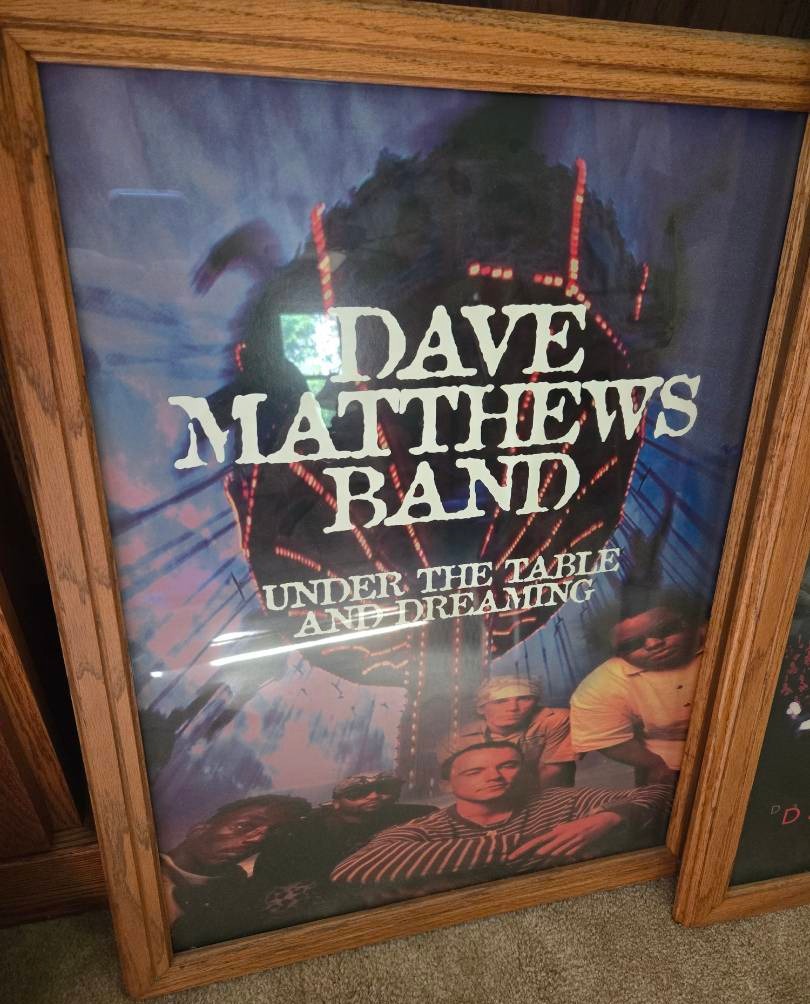 DAVE
MATTHEWS
BAND
UNDER THE TABLE
AND DREAMING